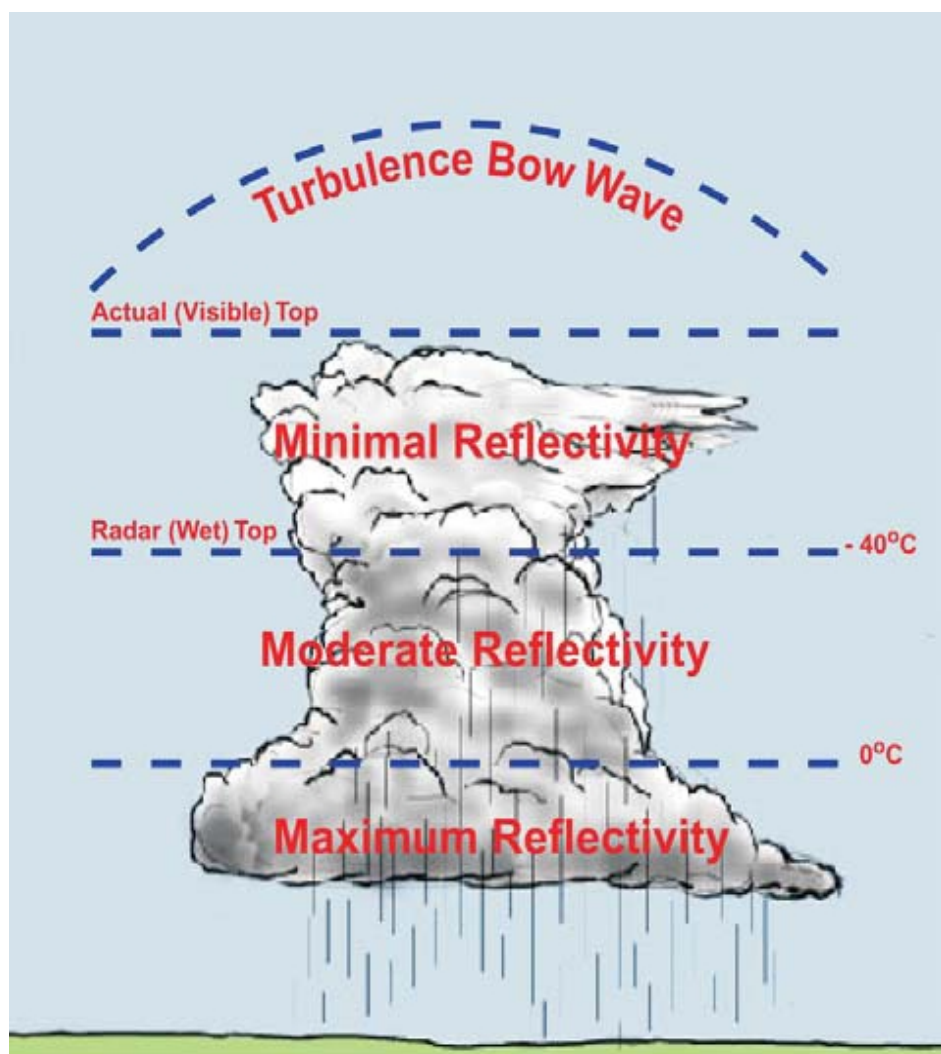 Turbulence Bow Wave
Actual (Visible) Top
Minimal Reflectivity
Radar (Wet) Top
- 40°C
Moderate Reflectivity
0°C
Maximum Reflectivity